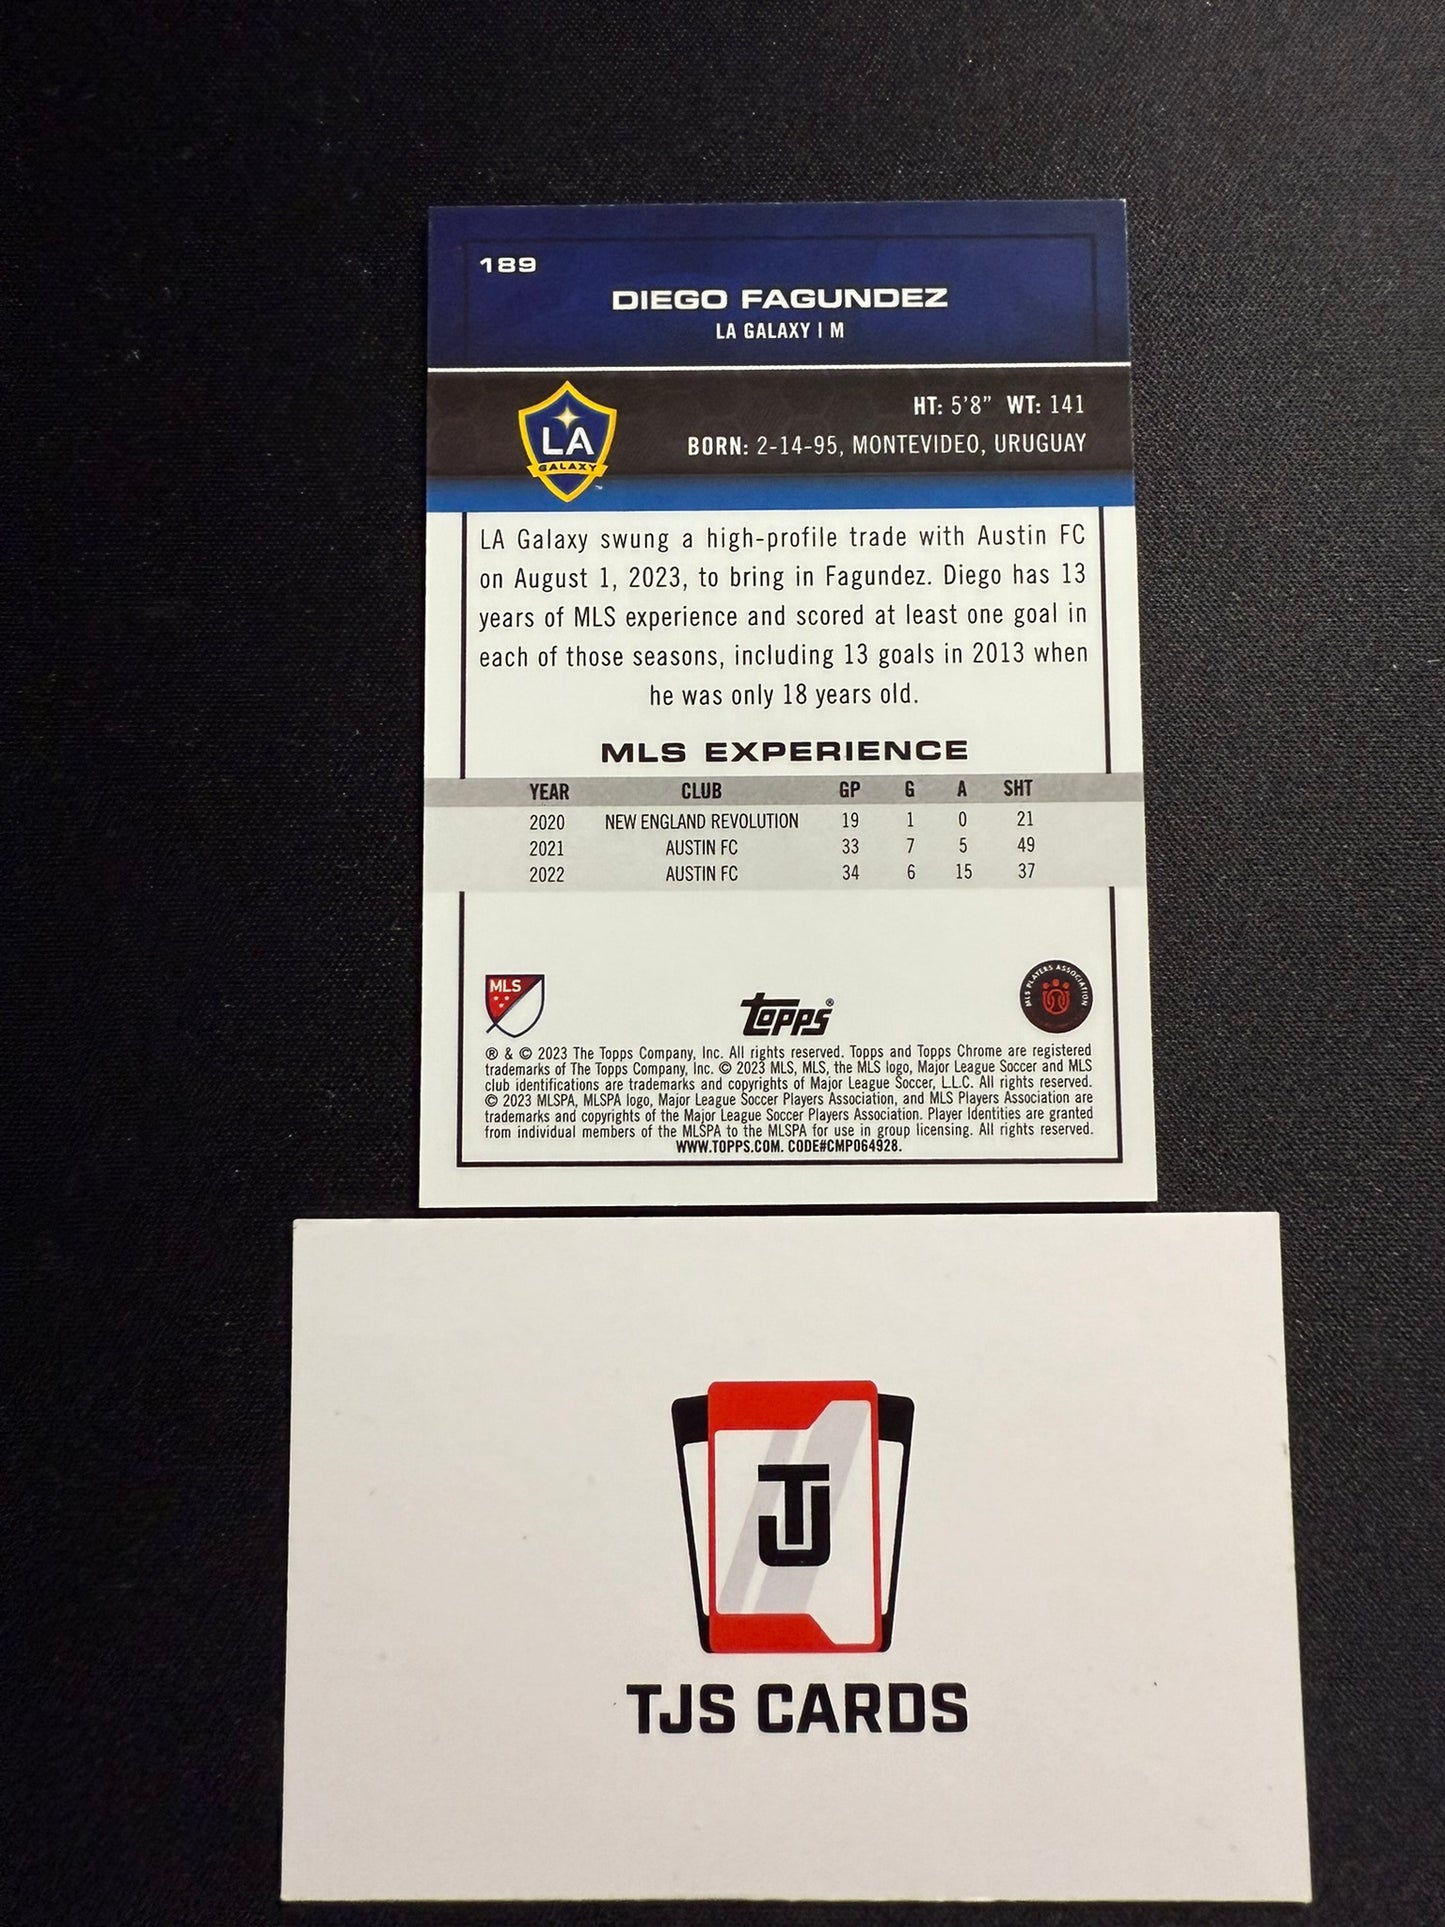 189
DIEGO FAGUNDEZ
LA GALAXY | M
LA
GALAXY
HT: 5'8" WT: 141
BORN: 2-14-95, MONTEVIDEO, URUGUAY
LA Galaxy swung a high-profile trade with Austin FC
on August 1, 2023, to bring in Fagundez. Diego has 13
years of MLS experience and scored at least one goal in
each of those seasons, including 13 goals in 2013 when
he was only 18 years old.
MLS EXPERIENCE
YEAR CLUB GP G A SHT
2020 NEW ENGLAND REVOLUTION 19 1 0 21
2021 AUSTIN FC 33 7 5 49
2022 AUSTIN FC 34 6 15 37
MLS
Topps®
MLS PLAYERS ASSOCIATION
® & © 2023 The Topps Company, Inc. All rights reserved. Topps and Topps Chrome are registered
trademarks of The Topps Company, Inc. © 2023 MLS, MLS, the MLS logo, Major League Soccer and MLS
club identifications are trademarks and copyrights of Major League Soccer, L.L.C. All rights reserved.
© 2023 MLSPA, MLSPA logo, Major League Soccer Players Association, and MLS Players Association are
trademarks and copyrights of the Major League Soccer Players Association. Player Identities are granted
from individual members of the MLSPA to the MLSPA for use in group licensing. All rights reserved.
WWW.TOPPS.COM. CODE#CMP064928.
TJ
TJS CARDS